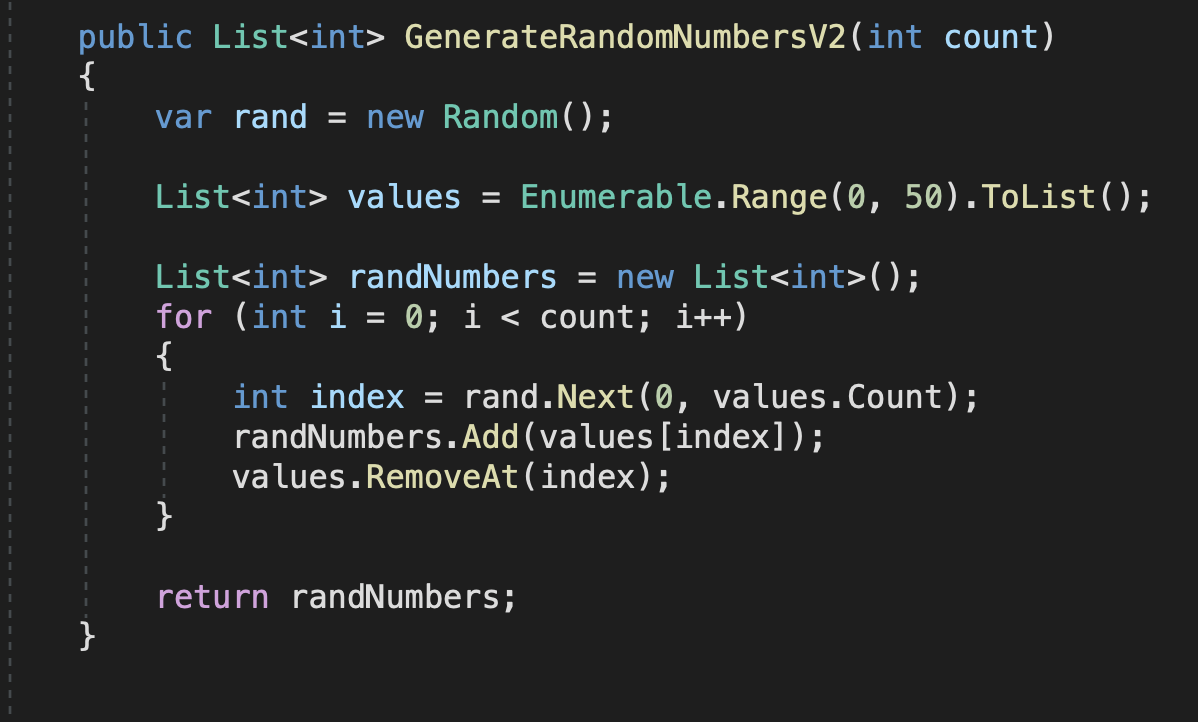 public List<int> GenerateRandomNumbersV2(int count)
{
    var rand = new Random();

    List<int> values = Enumerable.Range(0, 50).ToList();

    List<int> randNumbers = new List<int>();
    for (int i = 0; i < count; i++)
    {
        int index = rand.Next(0, values.Count);
        randNumbers.Add(values[index]);
        values.RemoveAt(index);
    }

    return randNumbers;
}